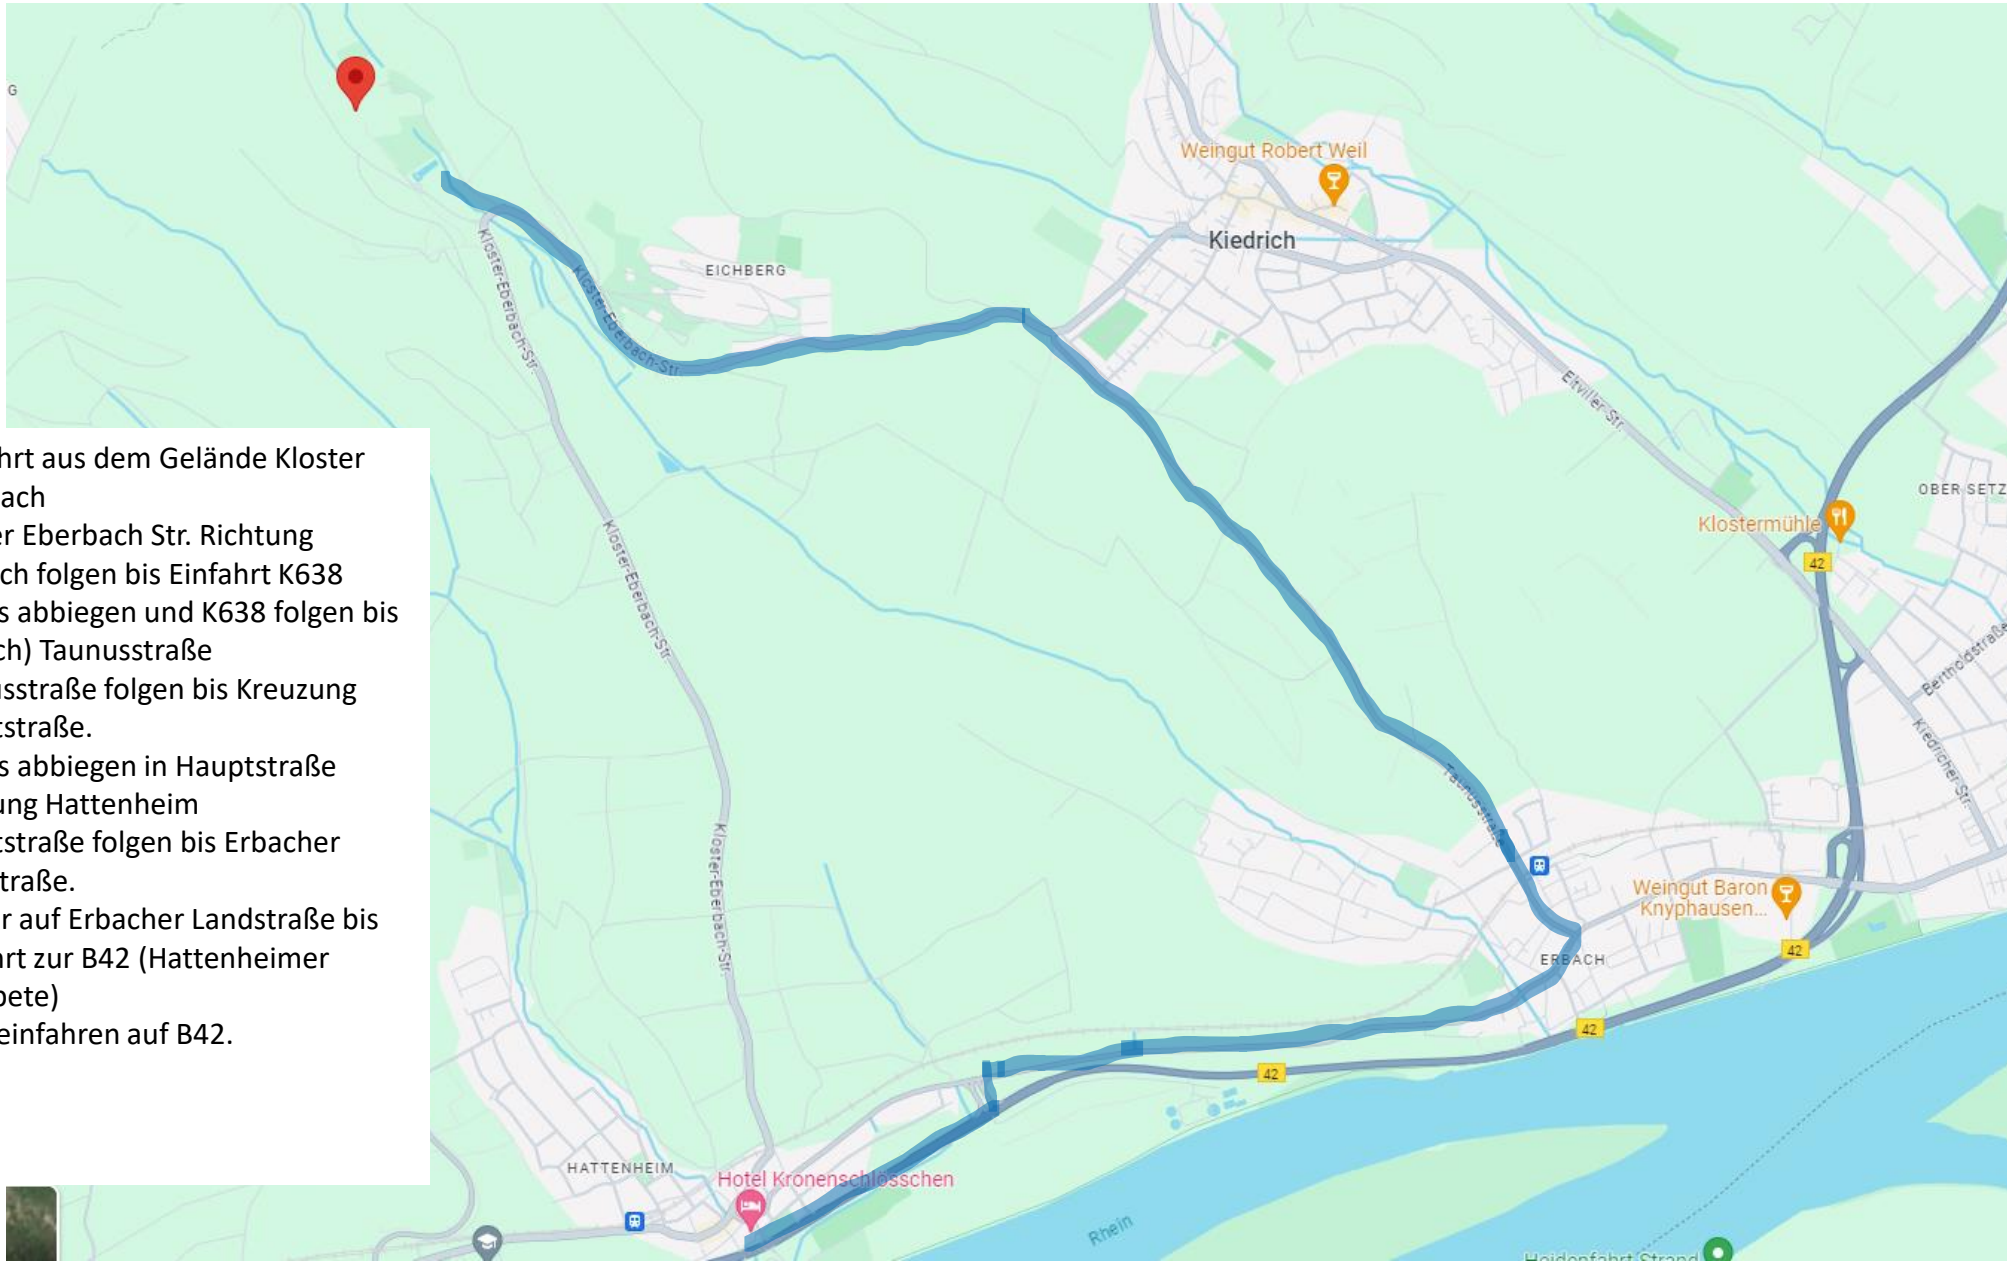 G
Weingut Robert Weil
Kiedrich
EICHBERG
Kloster-Eberbach-Str.
Kloster-Eberbach-Str.
Eltviller-Str.
OBER SETZ
Klostermühle
42
hrt aus dem Gelände Kloster
ach
er Eberbach Str. Richtung
ch folgen bis Einfahrt K638
s abbiegen und K638 folgen bis
ch) Taunusstraße
usstraße folgen bis Kreuzung
tstraße.
s abbiegen in Hauptstraße
ung Hattenheim
tstraße folgen bis Erbacher
traße.
r auf Erbacher Landstraße bis
art zur B42 (Hattenheimer
pete)
einfahren auf B42.
Kloster-Eberbach-Str.
Bertholdstraße
Kiedricher-Str.
Taunusstraße
Kloster-Eberbach-Str.
Weingut Baron
Knyphausen...
42
ERBACH
42
42
HATTENHEIM
Hotel Kronenschlösschen
Rhein
Heidenfahrt Strand